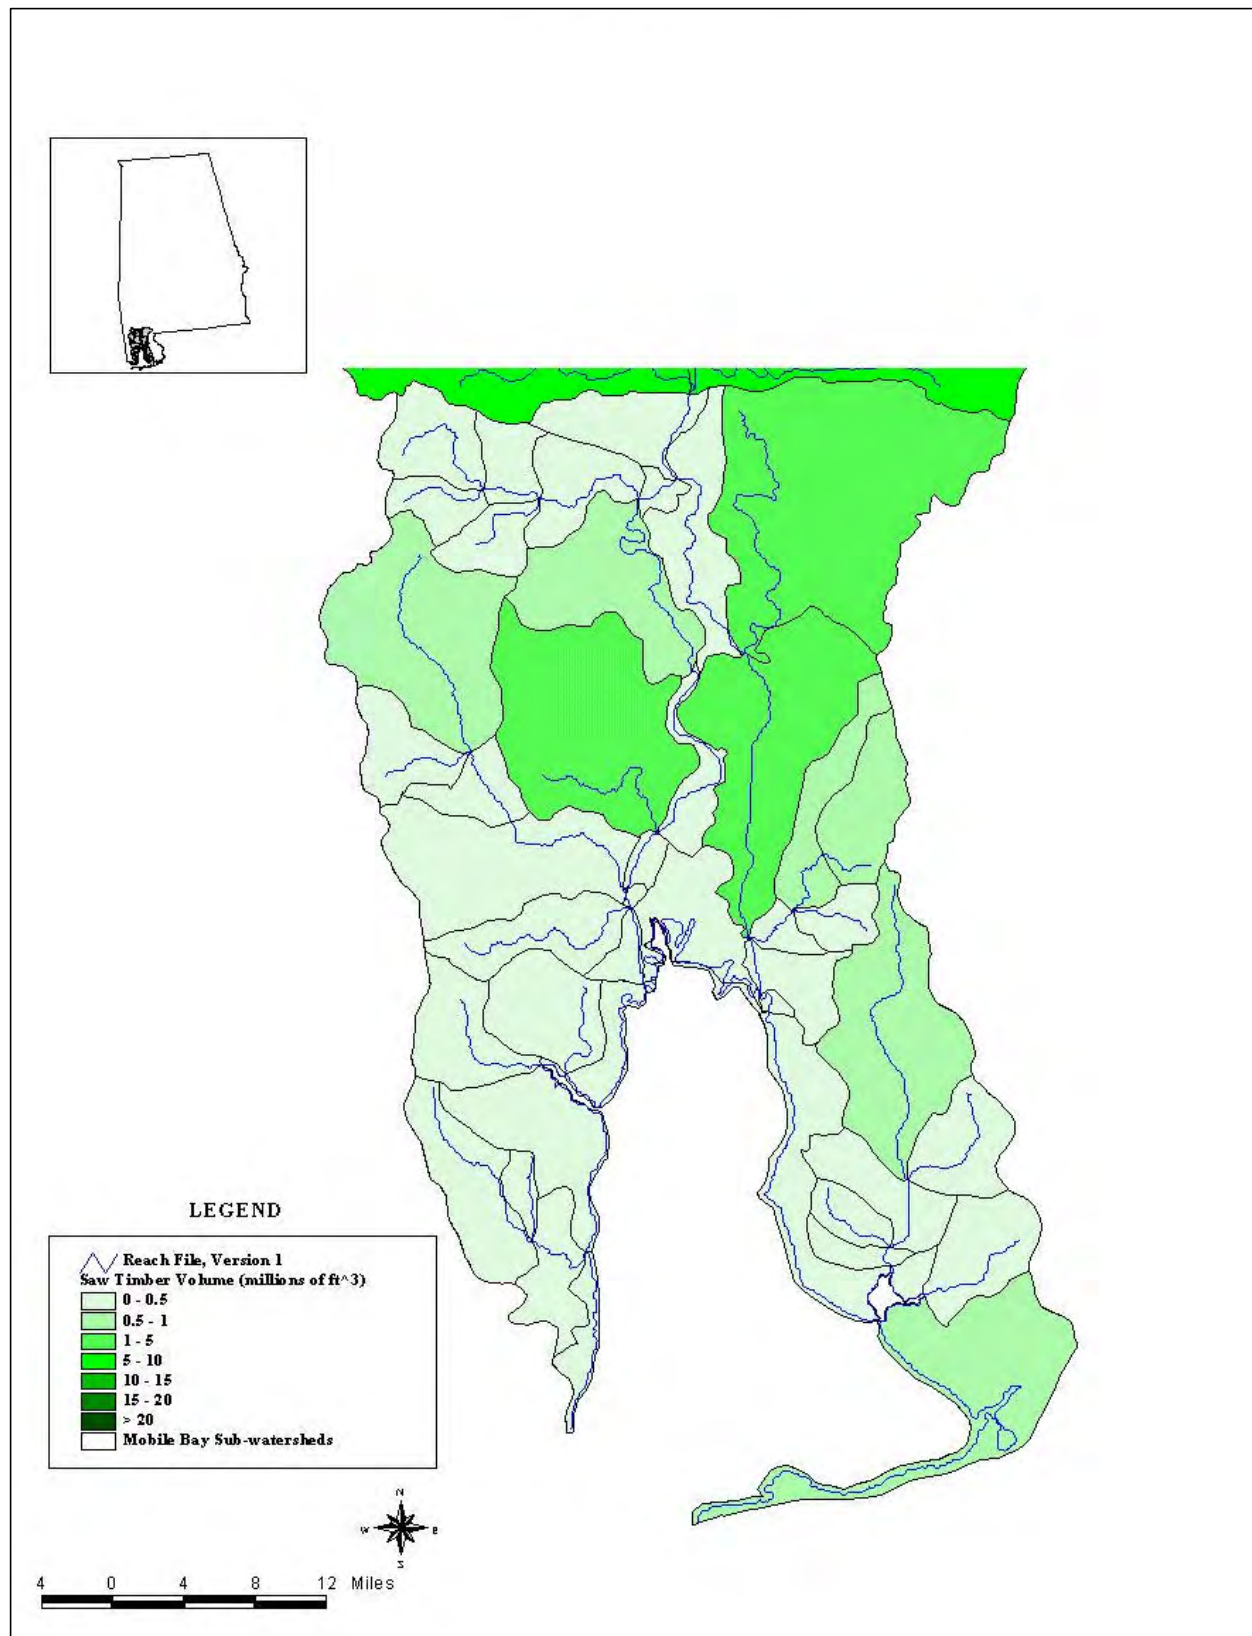 LEGEND
Reach File, Version 1
Saw Timber Volume (millions of ft^3)
0 - 0.5
0.5 - 1
1 - 5
5 - 10
10 - 15
15 - 20
> 20
Mobile Bay Sub-watersheds
N
W E
S
4 0 4 8 12 Miles